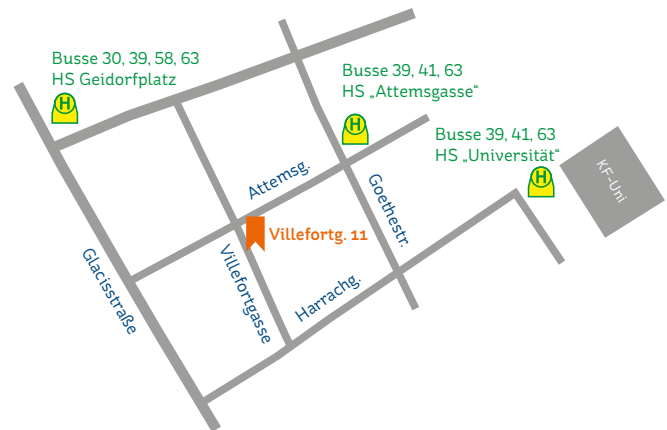 Busse 30, 39, 58, 63
HS Geidorfplatz
H
Busse 39, 41, 63
HS „Attemsgasse“
H
Busse 39, 41, 63
HS „Universität“
H
KF-Uni
Attemsg.
Goethestr.
Villefortg. 11
Villefortgasse
Glacisstraße
Harrachg.